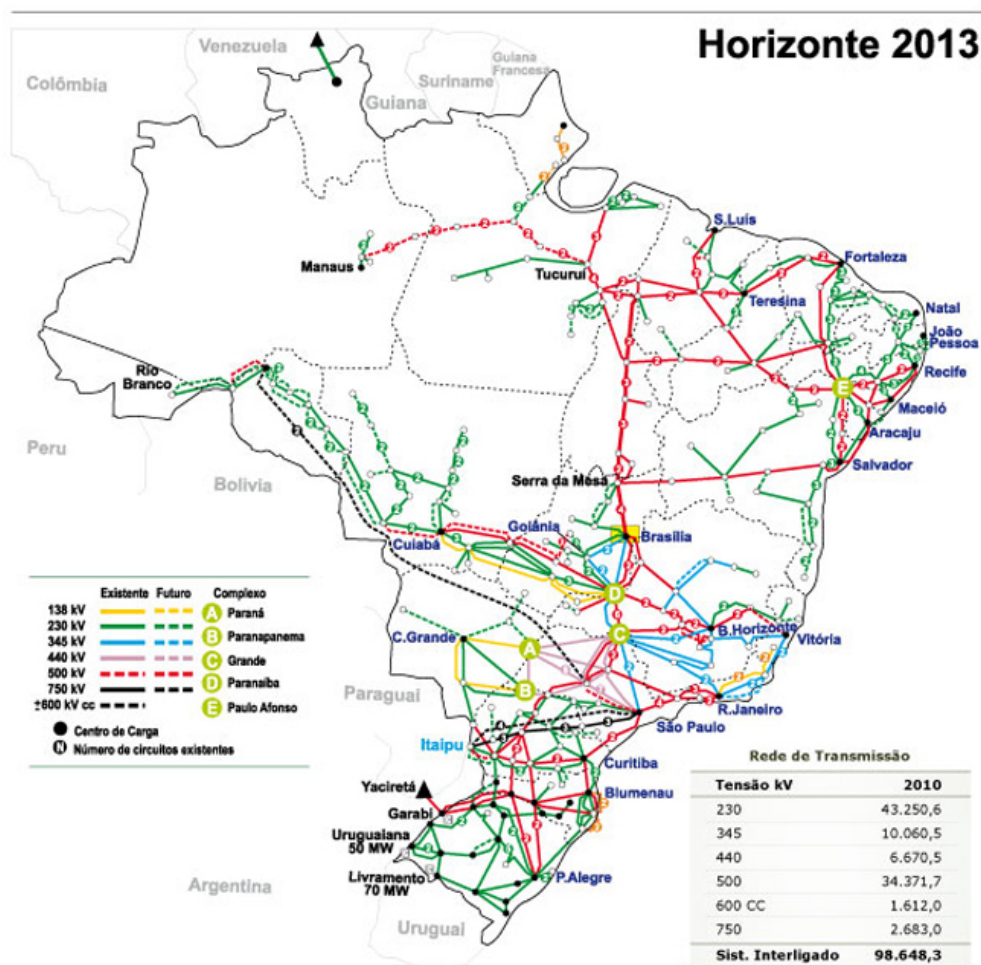 Horizonte 2013
Venezuela
Colômbia
Guiana
Suriname
Guiana
Francesa
Manaus
Tucuruí
S.Luís
Fortaleza
Teresina
Natal
João
Pessoa
Recife
Maceió
Aracaju
Salvador
E
Rio
Branco
Peru
Bolivia
Serra da Mesa
Goiânia
Brasília
Cuiabá
D
C
B.Horizonte
Vitória
C.Grande
A
B
Paraguai
R.Janeiro
São Paulo
Itaipu
Curitiba
Yaciretá
Blumenau
Garabi
Uruguaiana
50 MW
Livramento
70 MW
P.Alegre
Argentina
Uruguai
Existente Futuro Complexo
138 kV A Paraná
230 kV B Paranapanema
345 kV C Grande
440 kV D Paranaíba
500 kV E Paulo Afonso
750 kV
±600 kV cc
Centro de Carga
N Número de circuitos existentes
Rede de Transmissão
Tensão kV 2010
230 43.250,6
345 10.060,5
440 6.670,5
500 34.371,7
600 CC 1.612,0
750 2.683,0
Sist. Interligado 98.648,3